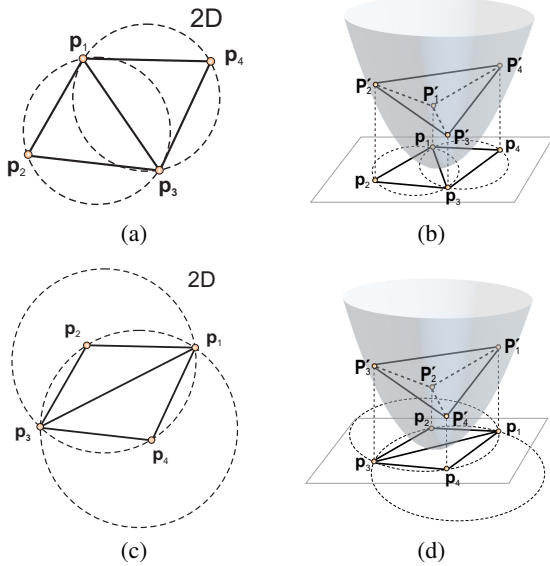 2D
p₁
p₄
p₂
p₃
(a)
P′₂
P′₄
P′₁
p₁
P′₃
p₄
p₂
p₃
(b)
2D
p₂
p₁
p₃
p₄
(c)
P′₃
P′₁
P′₂
p₂
P′₄
p₁
p₃
p₄
(d)